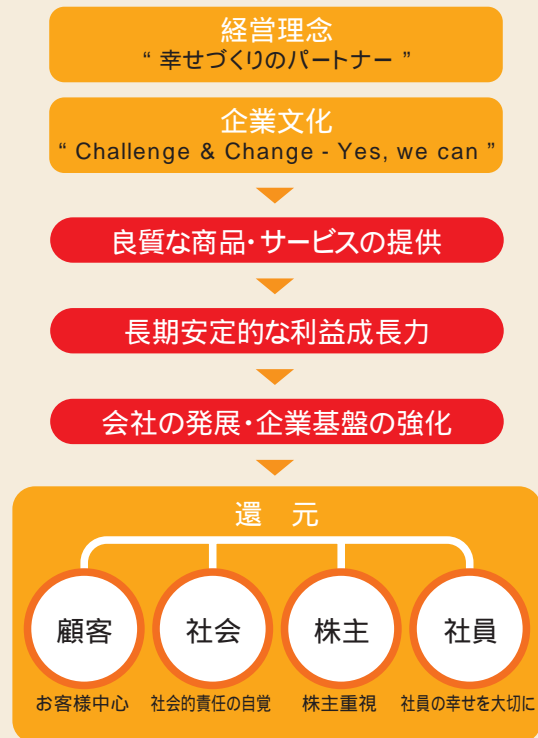 経営理念
“ 幸せづくりのパートナー ”
企業文化
“ Challenge & Change - Yes, we can ”
良質な商品・サービスの提供
長期安定的な利益成長力
会社の発展・企業基盤の強化
還 元
顧客 社会 株主 社員
お客様中心 社会的責任の自覚 株主重視 社員の幸せを大切に